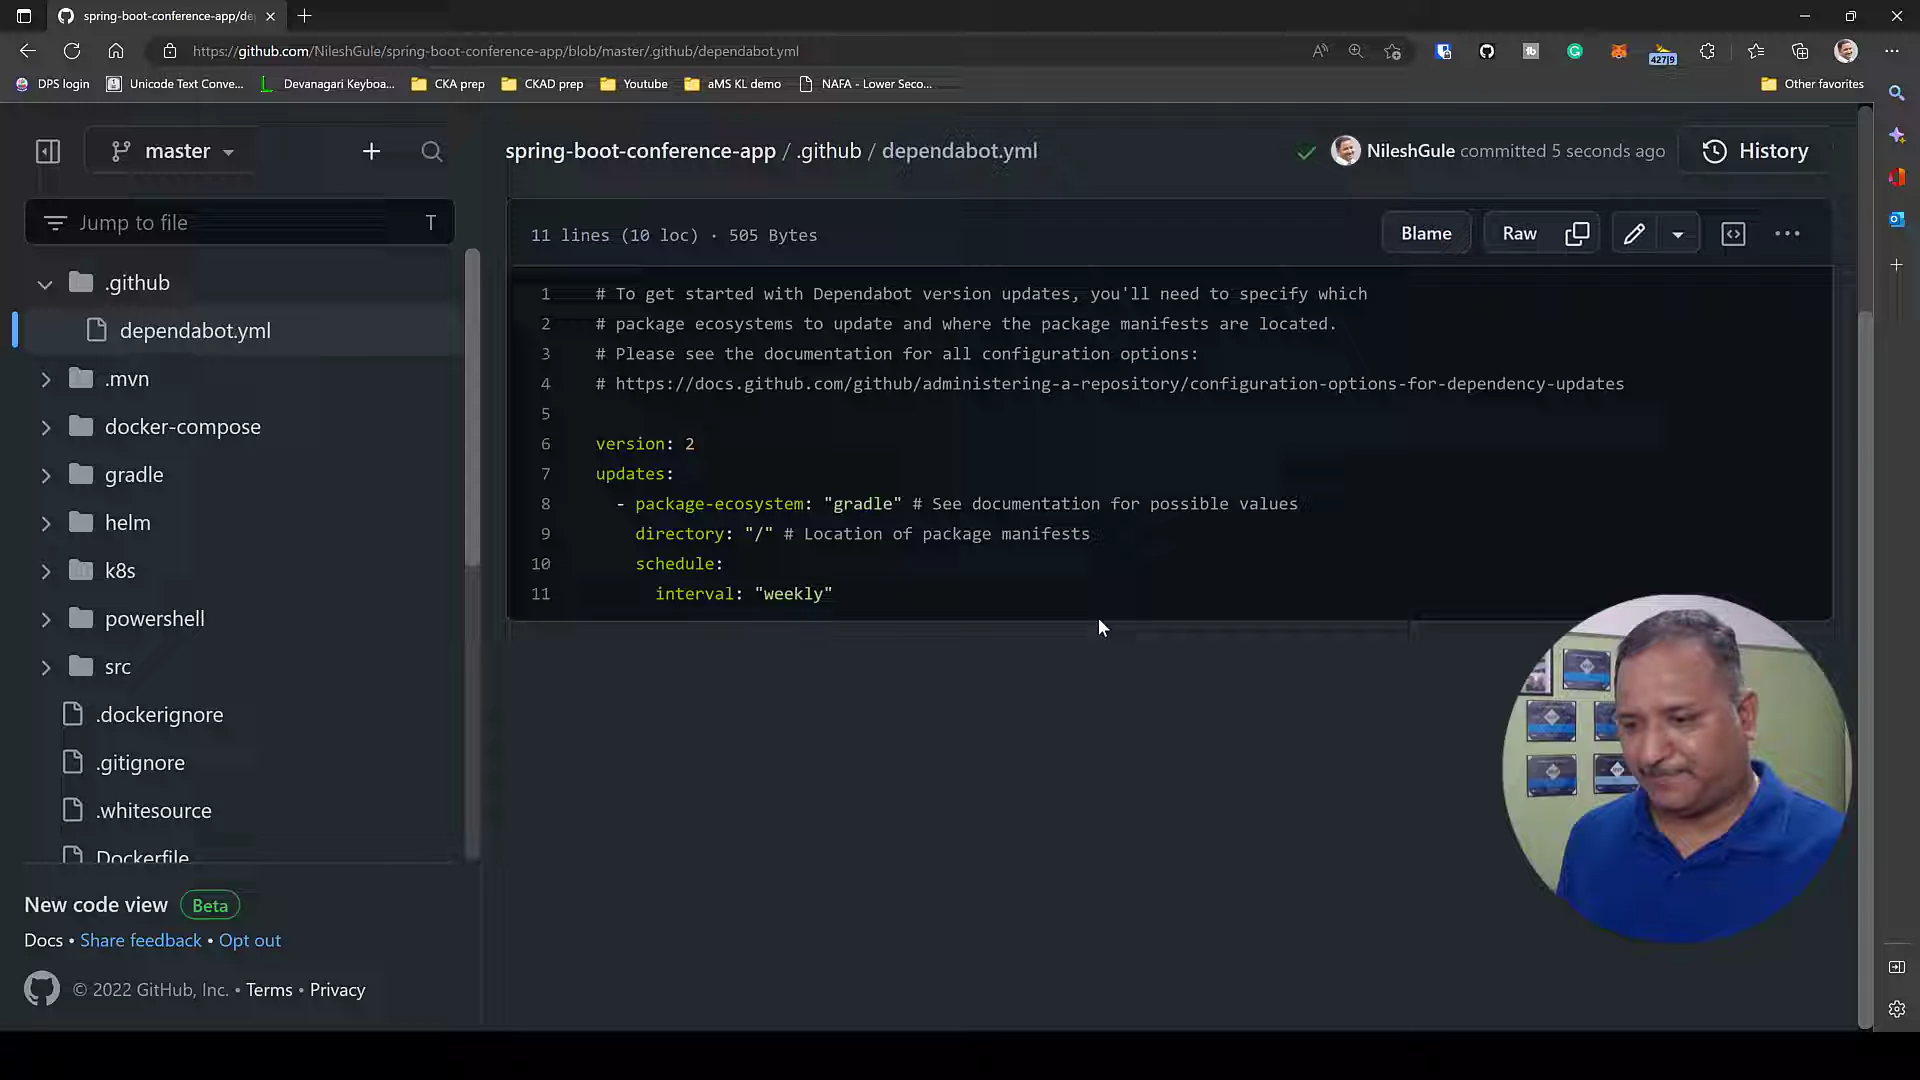 spring-boot-conference-app/de
https://github.com/NileshGule/spring-boot-conference-app/blob/master/.github/dependabot.yml
427|9
DPS login
Unicode Text Conve...
Devanagari Keyboa...
CKA prep
CKAD prep
Youtube
aMS KL demo
NAFA - Lower Seco...
Other favorites
master
spring-boot-conference-app / .github / dependabot.yml
NileshGule committed 5 seconds ago
History
Jump to file
T
11 lines (10 loc) · 505 Bytes
Blame
Raw
.github
dependabot.yml
.mvn
docker-compose
gradle
helm
k8s
powershell
src
.dockerignore
.gitignore
.whitesource
Dockerfile
1 # To get started with Dependabot version updates, you'll need to specify which
2 # package ecosystems to update and where the package manifests are located.
3 # Please see the documentation for all configuration options:
4 # https://docs.github.com/github/administering-a-repository/configuration-options-for-dependency-updates
5
6 version: 2
7 updates:
8 - package-ecosystem: "gradle" # See documentation for possible values
9 directory: "/" # Location of package manifests
10 schedule:
11 interval: "weekly"
New code view Beta
Docs • Share feedback • Opt out
© 2022 GitHub, Inc. • Terms • Privacy